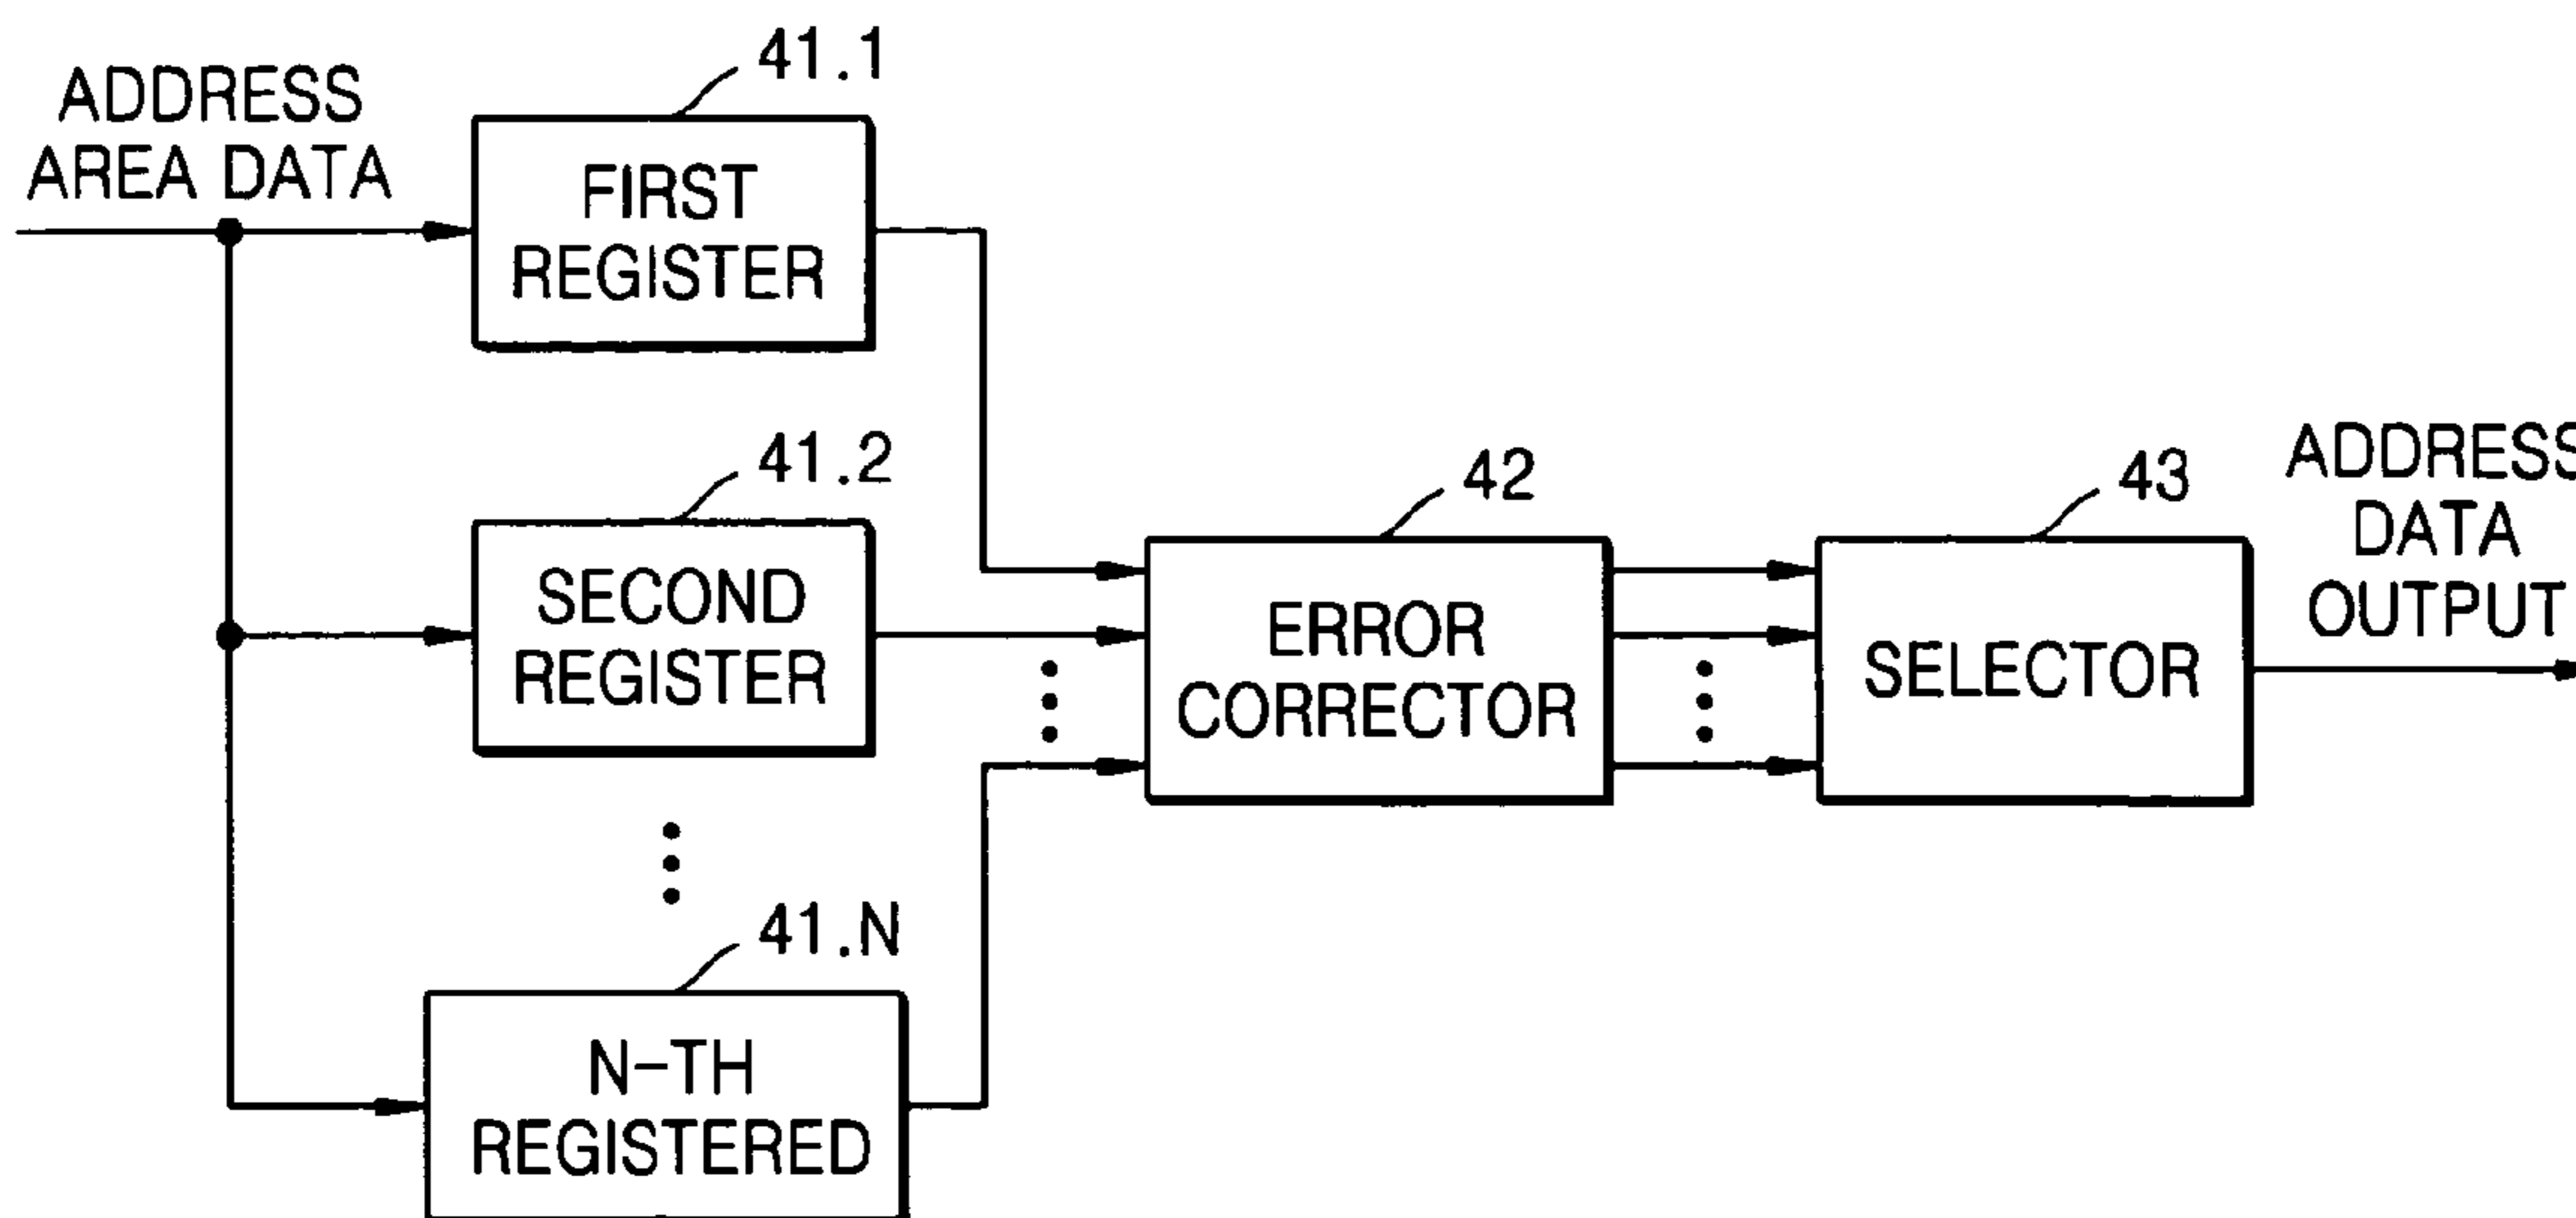 41.1
ADDRESS
AREA DATA
FIRST
REGISTER
41.2
SECOND
REGISTER
42
ERROR
CORRECTOR
43
SELECTOR
ADDRESS
DATA
OUTPUT
41.N
N-TH
REGISTERED